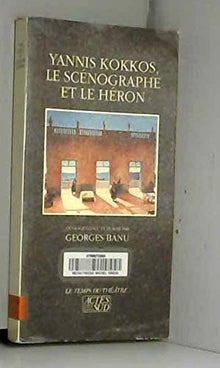 YANNIS KOKKOS,
LE SCÉNOGRAPHE
ET LE HÉRON
GEORGES BANU
LE TEMPS DU THÉÂTRE
ACTES
SUD